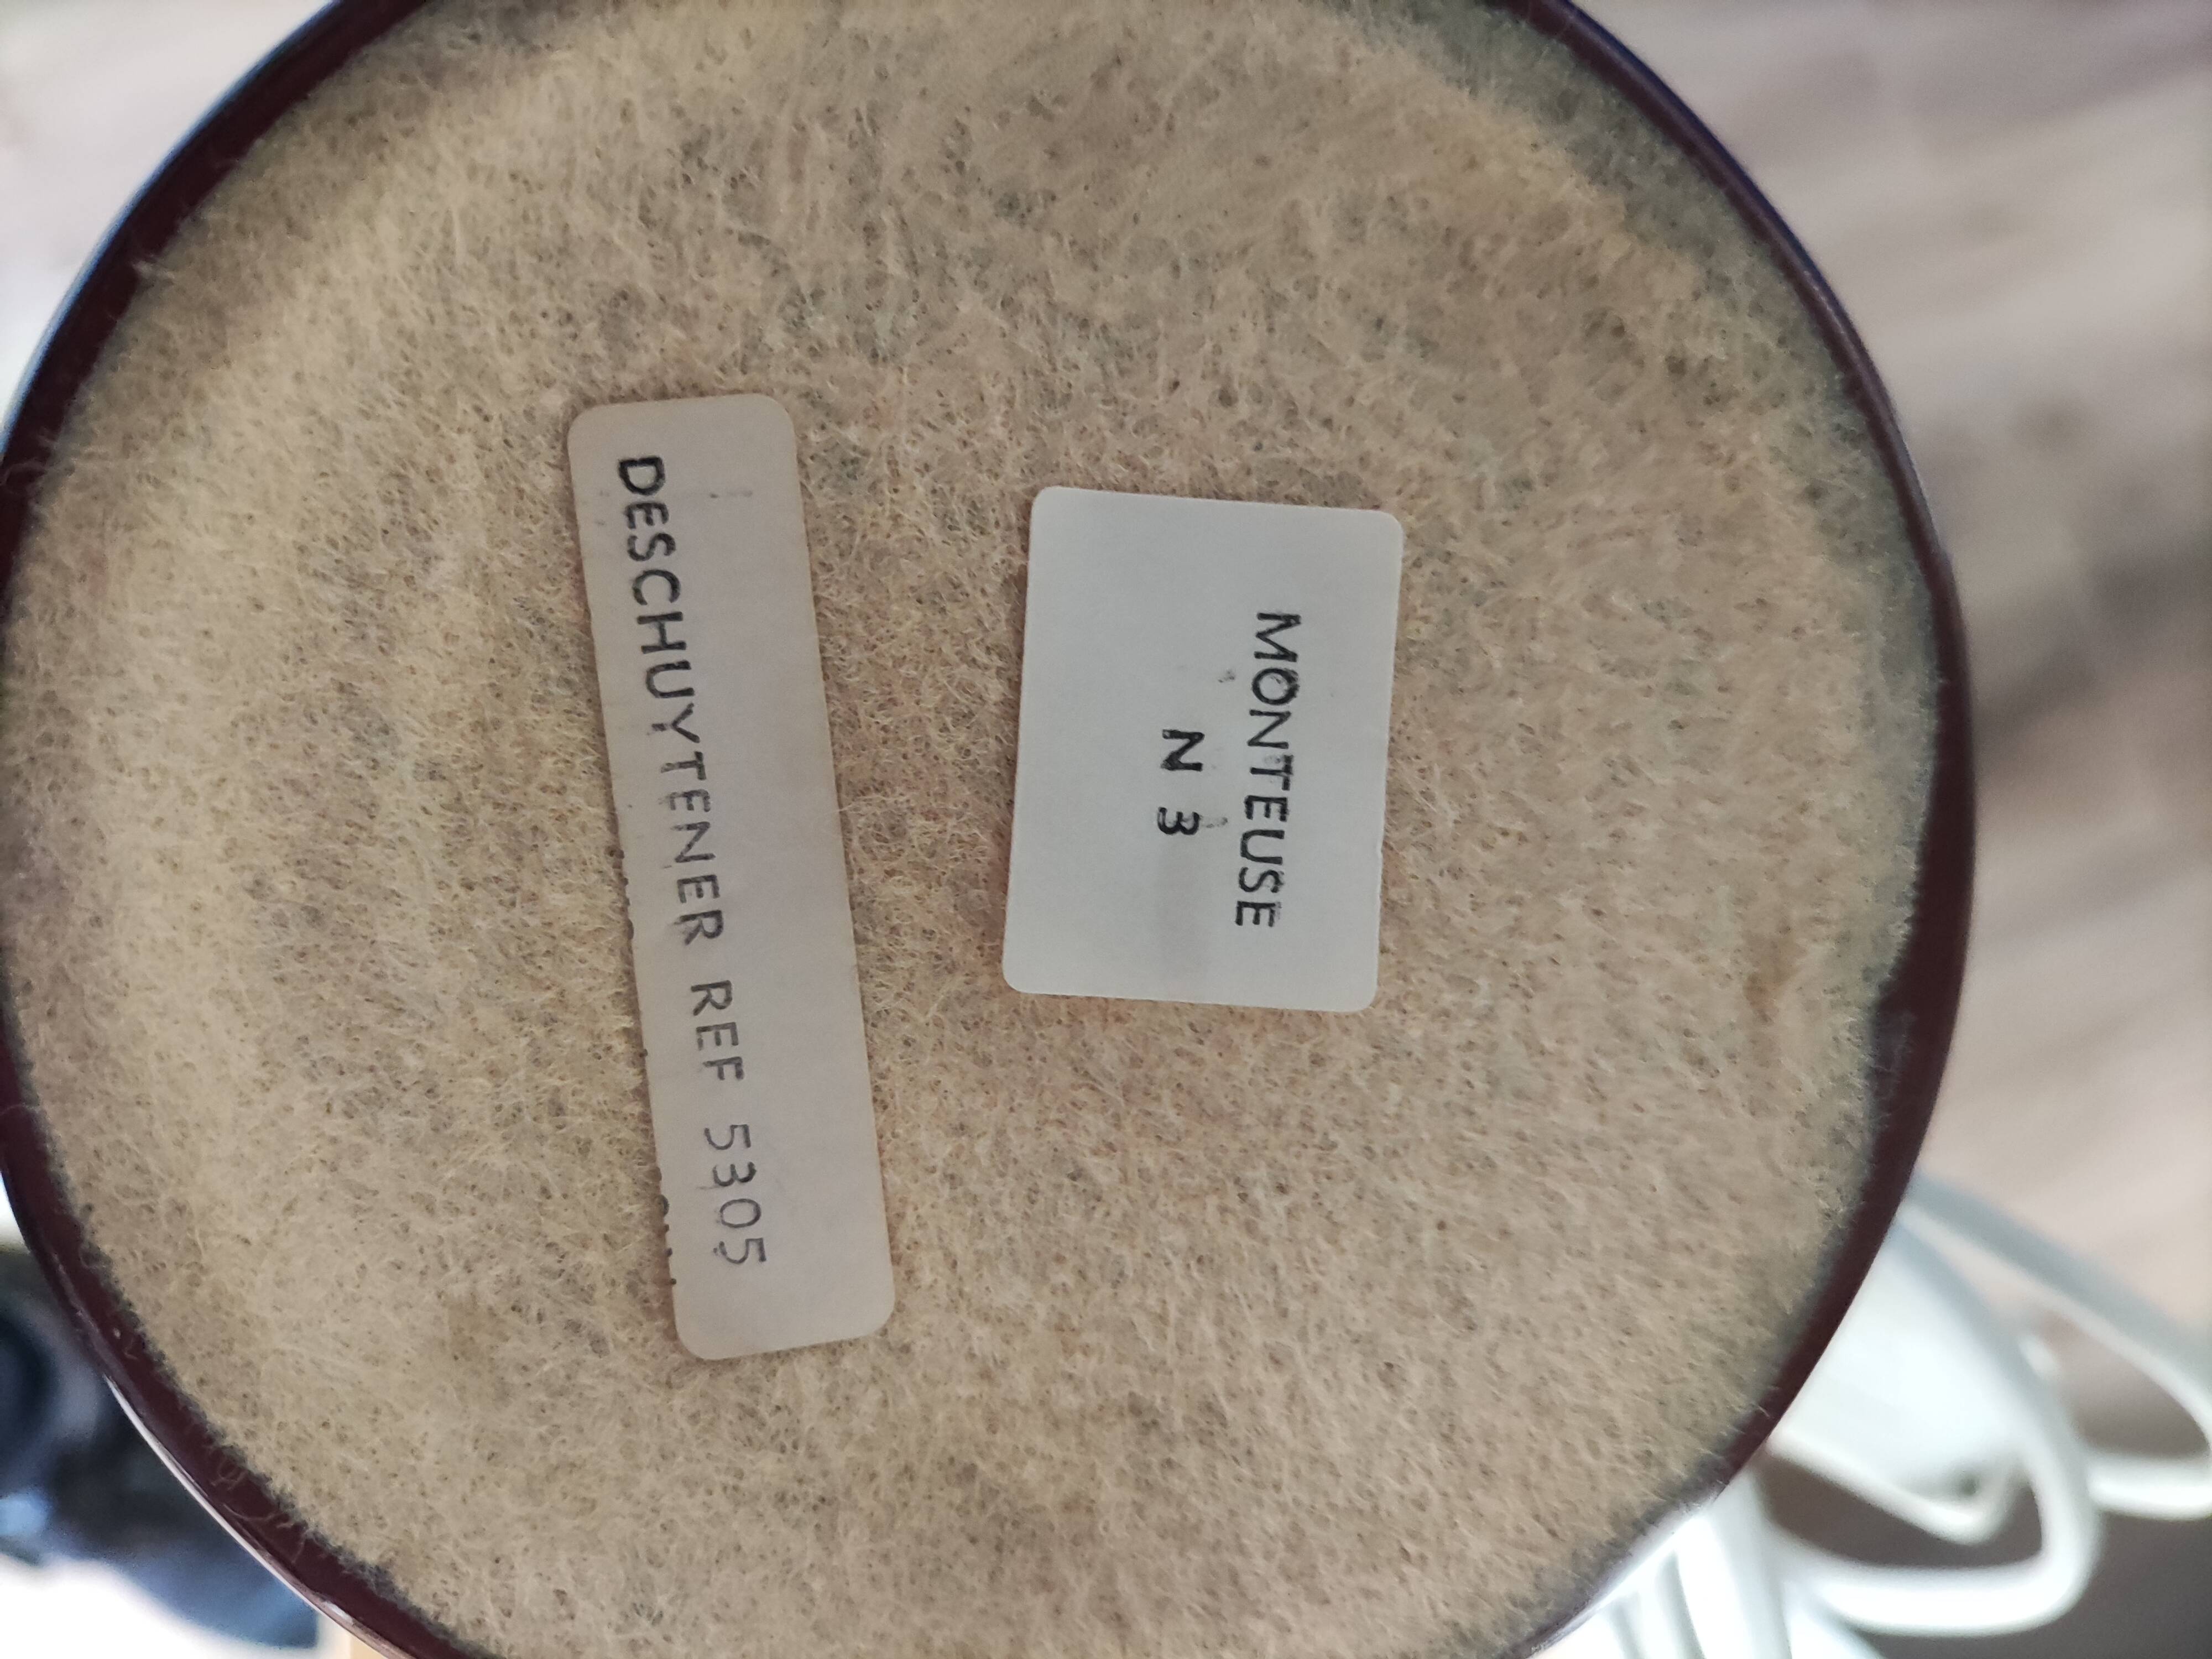 DESCHUYTENER REF 5305
MONTEUSE
N 3